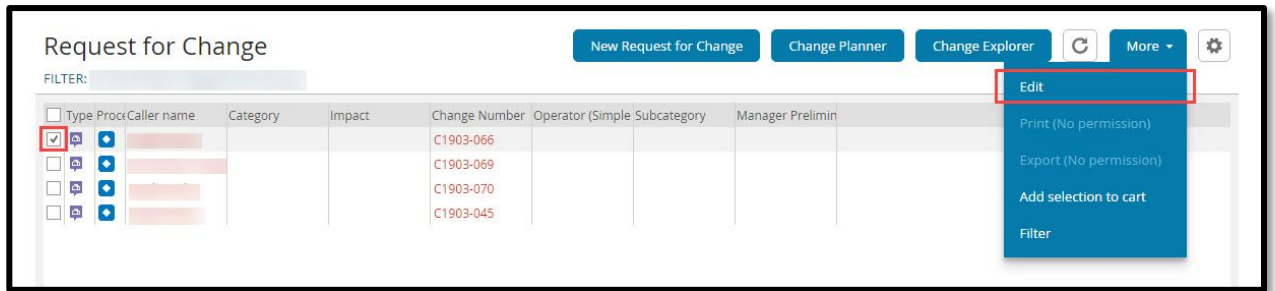 Request for Change
New Request for Change
Change Planner
Change Explorer
More
FILTER:
Edit
Print (No permission)
Export (No permission)
Add selection to cart
Filter
Type Proce Caller name Category Impact Change Number Operator (Simple Subcategory Manager Prelimin
C1903-066
C1903-069
C1903-070
C1903-045